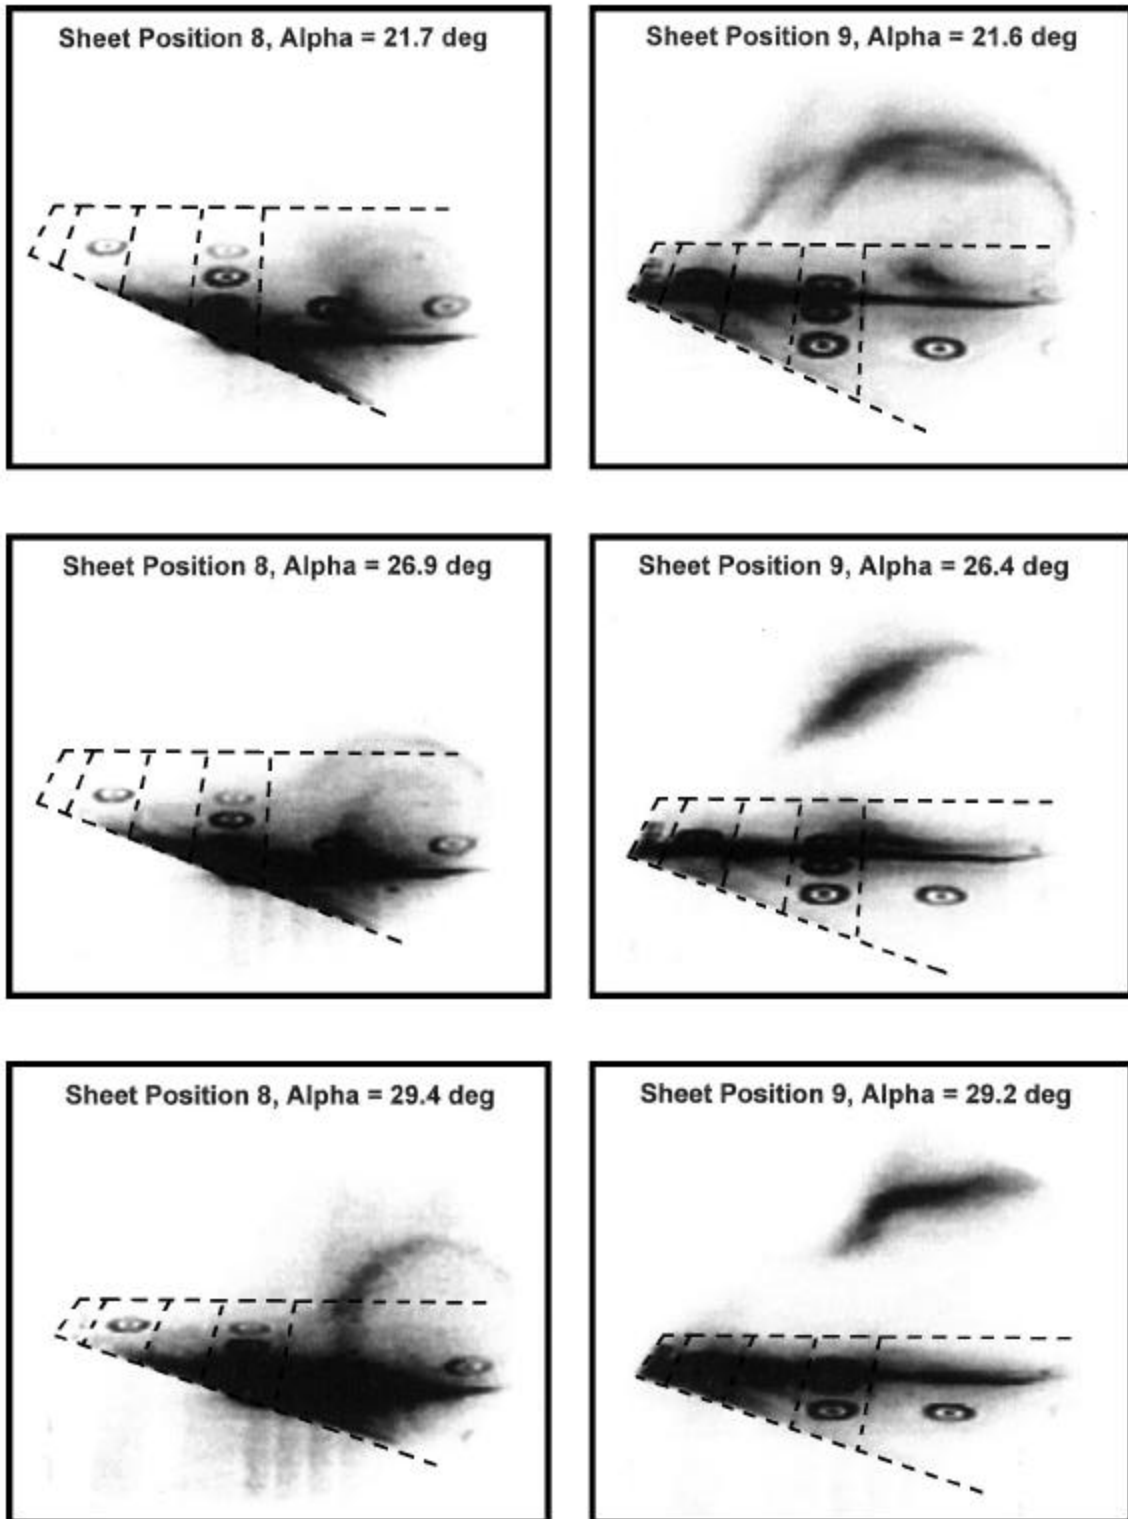 Sheet Position 8, Alpha = 21.7 deg
Sheet Position 9, Alpha = 21.6 deg
Sheet Position 8, Alpha = 26.9 deg
Sheet Position 9, Alpha = 26.4 deg
Sheet Position 8, Alpha = 29.4 deg
Sheet Position 9, Alpha = 29.2 deg